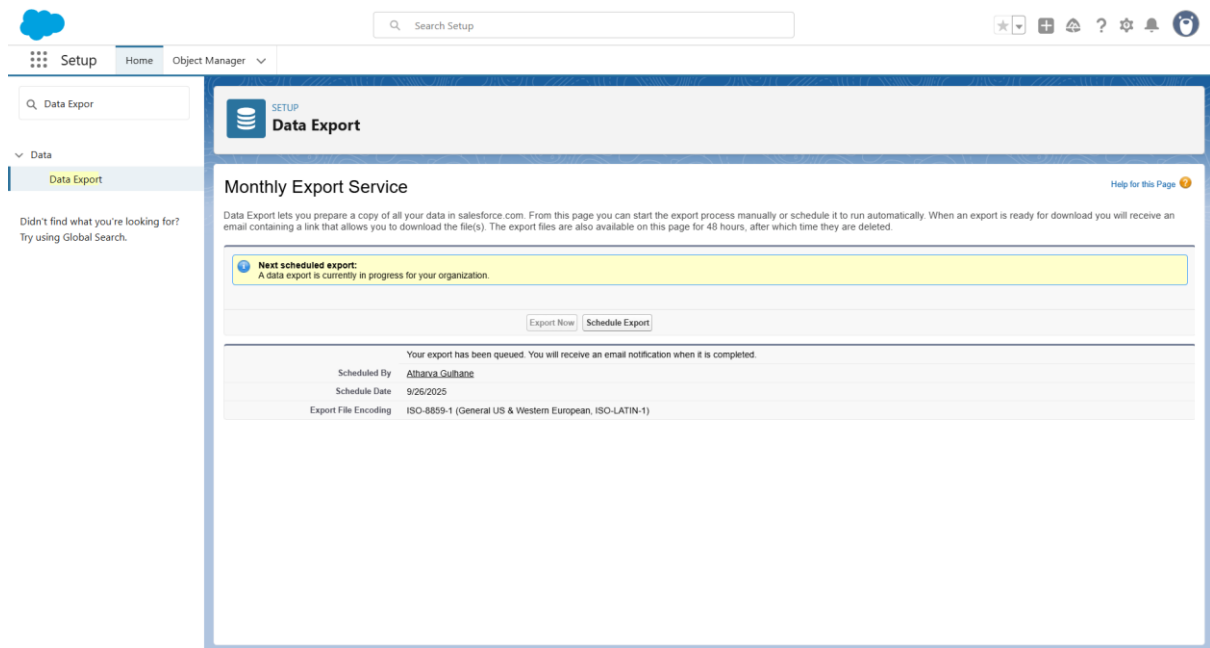 Search Setup
Setup
Home
Object Manager
Data Expor
Data
Data Export
Didn't find what you're looking for?
Try using Global Search.
SETUP
Data Export
Monthly Export Service
Help for this Page ?
Data Export lets you prepare a copy of all your data in salesforce.com. From this page you can start the export process manually or schedule it to run automatically. When an export is ready for download you will receive an
email containing a link that allows you to download the file(s). The export files are also available on this page for 48 hours, after which time they are deleted.
Next scheduled export:
A data export is currently in progress for your organization.
Export Now Schedule Export
Your export has been queued. You will receive an email notification when it is completed.
Scheduled By Atharva Gulhane
Schedule Date 9/26/2025
Export File Encoding ISO-8859-1 (General US & Western European, ISO-LATIN-1)